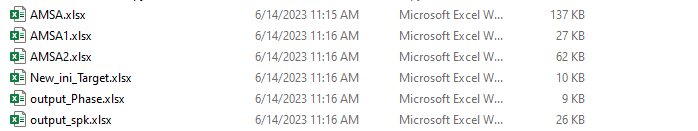 AMSA.xlsx 6/14/2023 11:15 AM Microsoft Excel W... 137 KB
AMSA1.xlsx 6/14/2023 11:16 AM Microsoft Excel W... 27 KB
AMSA2.xlsx 6/14/2023 11:16 AM Microsoft Excel W... 62 KB
New_ini_Target.xlsx 6/14/2023 11:16 AM Microsoft Excel W... 10 KB
output_Phase.xlsx 6/14/2023 11:16 AM Microsoft Excel W... 9 KB
output_spk.xlsx 6/14/2023 11:16 AM Microsoft Excel W... 26 KB